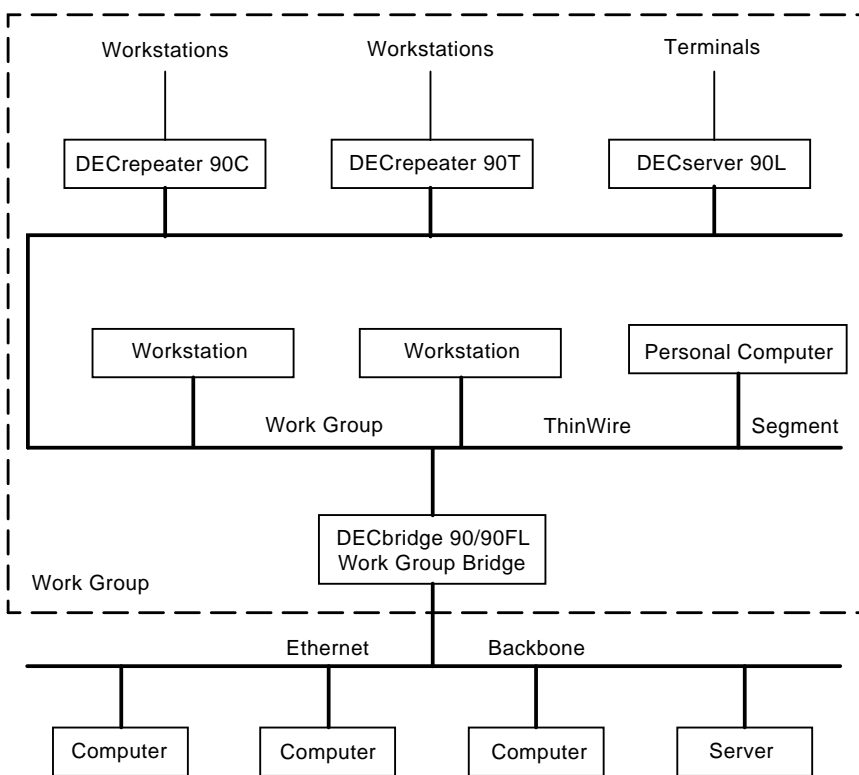 Workstations Workstations Terminals
DECrepeater 90C DECrepeater 90T DECserver 90L
Workstation Workstation Personal Computer
Work Group ThinWire Segment
DECbridge 90/90FL
Work Group Bridge
Work Group
Ethernet Backbone
Computer Computer Computer Server